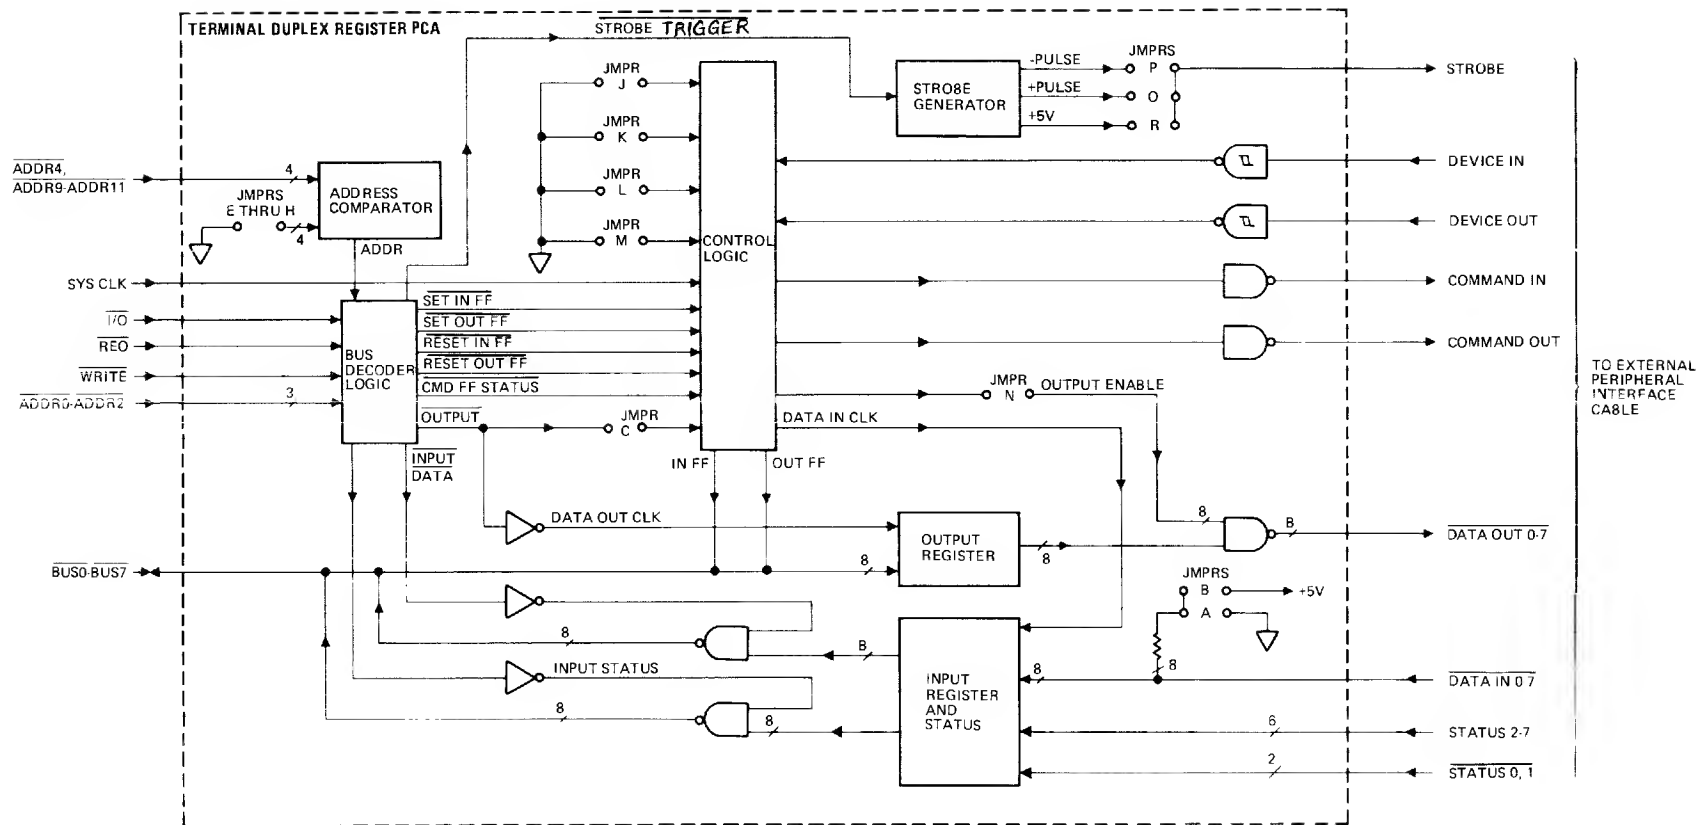 TERMINAL DUPLEX REGISTER PCA
STROBE TRIGGER
JMPR
J
JMPR
K
JMPR
L
JMPR
M
CONTROL
LOGIC
STRO8E
GENERATOR
-PULSE
+PULSE
+5V
JMPRS
P
O
R
STROBE
DEVICE IN
DEVICE OUT
COMMAND IN
COMMAND OUT
ADDR4,
ADDR9-ADDR11
4
JMPRS
E THRU H
4
ADDRESS
COMPARATOR
ADDR
SYS CLK
I/O
REO
WRITE
ADDR0-ADDR2
3
BUS
DECODER
LOGIC
SET IN FF
SET OUT FF
RESET IN FF
RESET OUT FF
CMD FF STATUS
OUTPUT
JMPR
C
INPUT
DATA
IN FF
OUT FF
DATA IN CLK
JMPR
N
OUTPUT ENABLE
TO EXTERNAL
PERIPHERAL
INTERFACE
CA8LE
DATA OUT CLK
OUTPUT
REGISTER
8
8
8
B
DATA OUT 0-7
BUS0-BUS7
JMPRS
B
A
+5V
8
8
B
INPUT STATUS
8
8
INPUT
REGISTER
AND
STATUS
8
DATA IN 0 7
6
STATUS 2-7
2
STATUS 0, 1